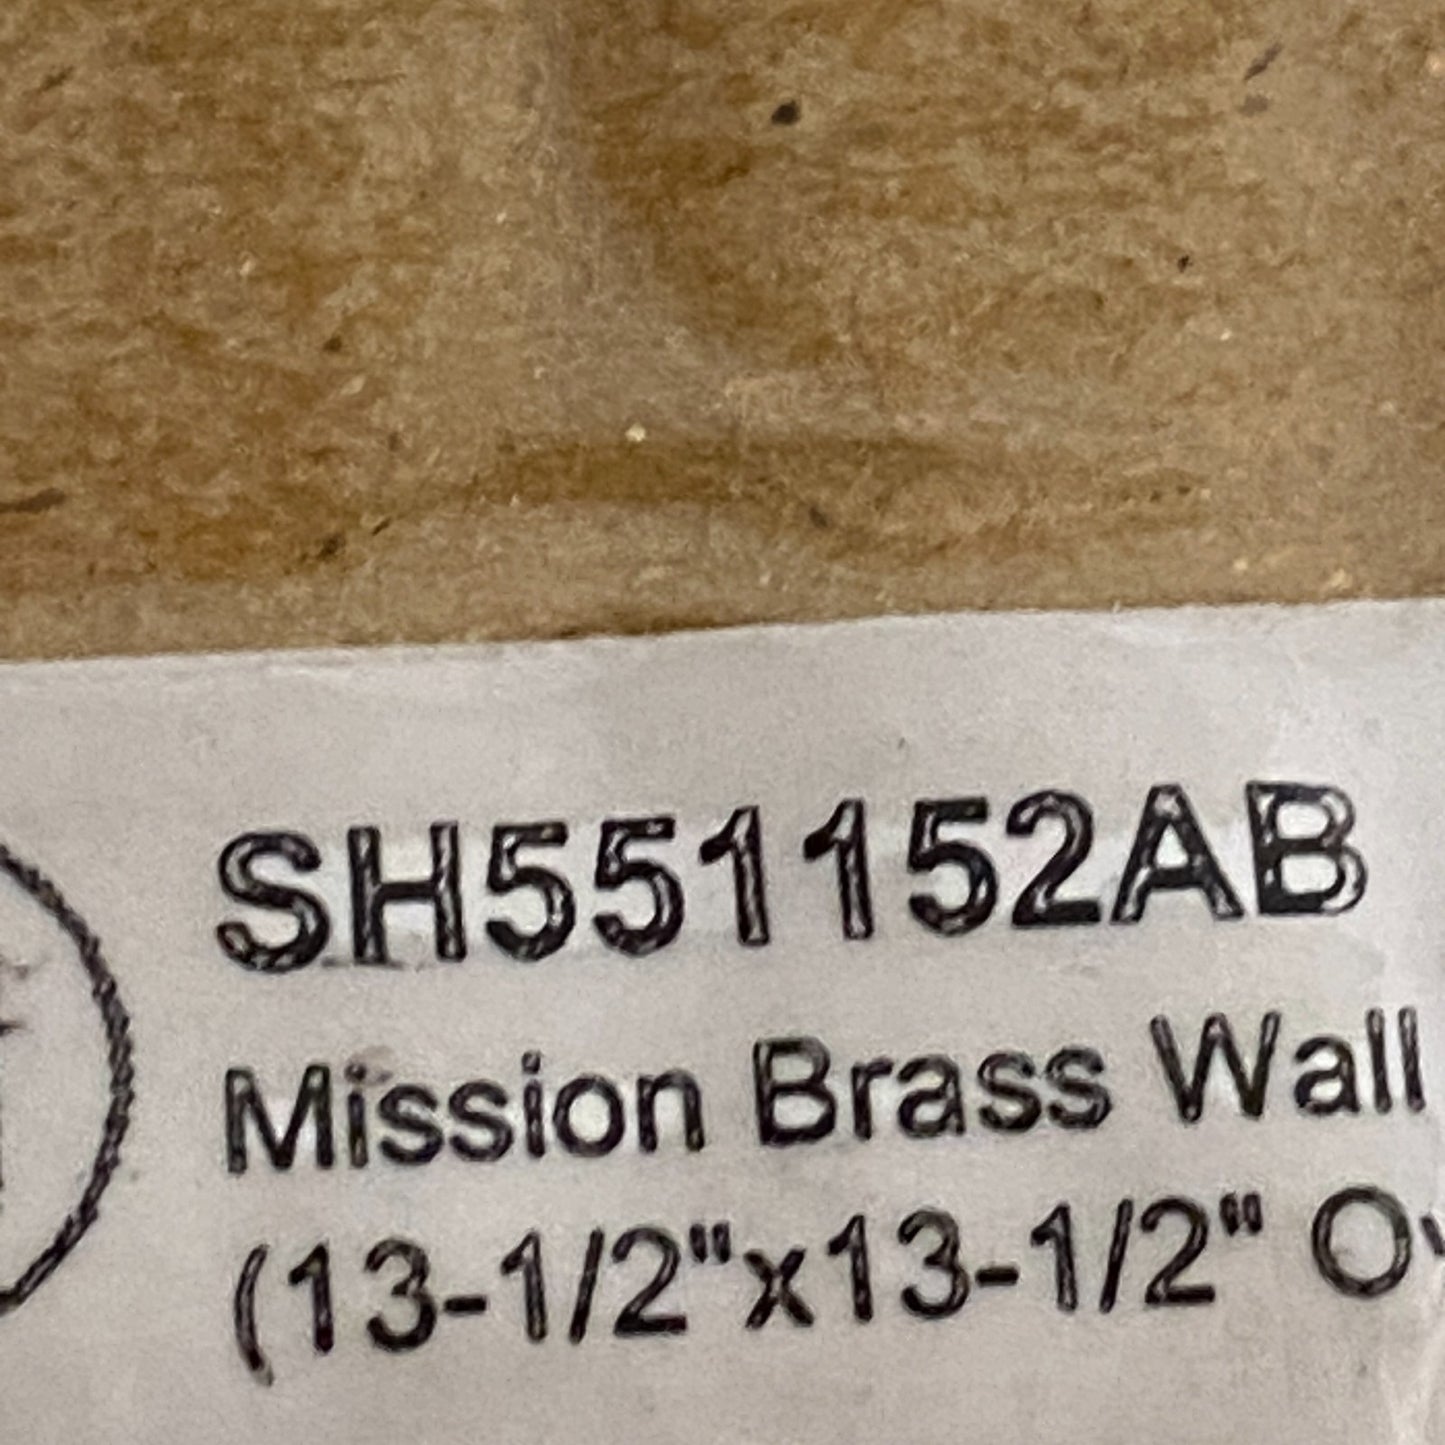 SH551152AB
Mission Brass Wall
(13-1/2"x13-1/2"